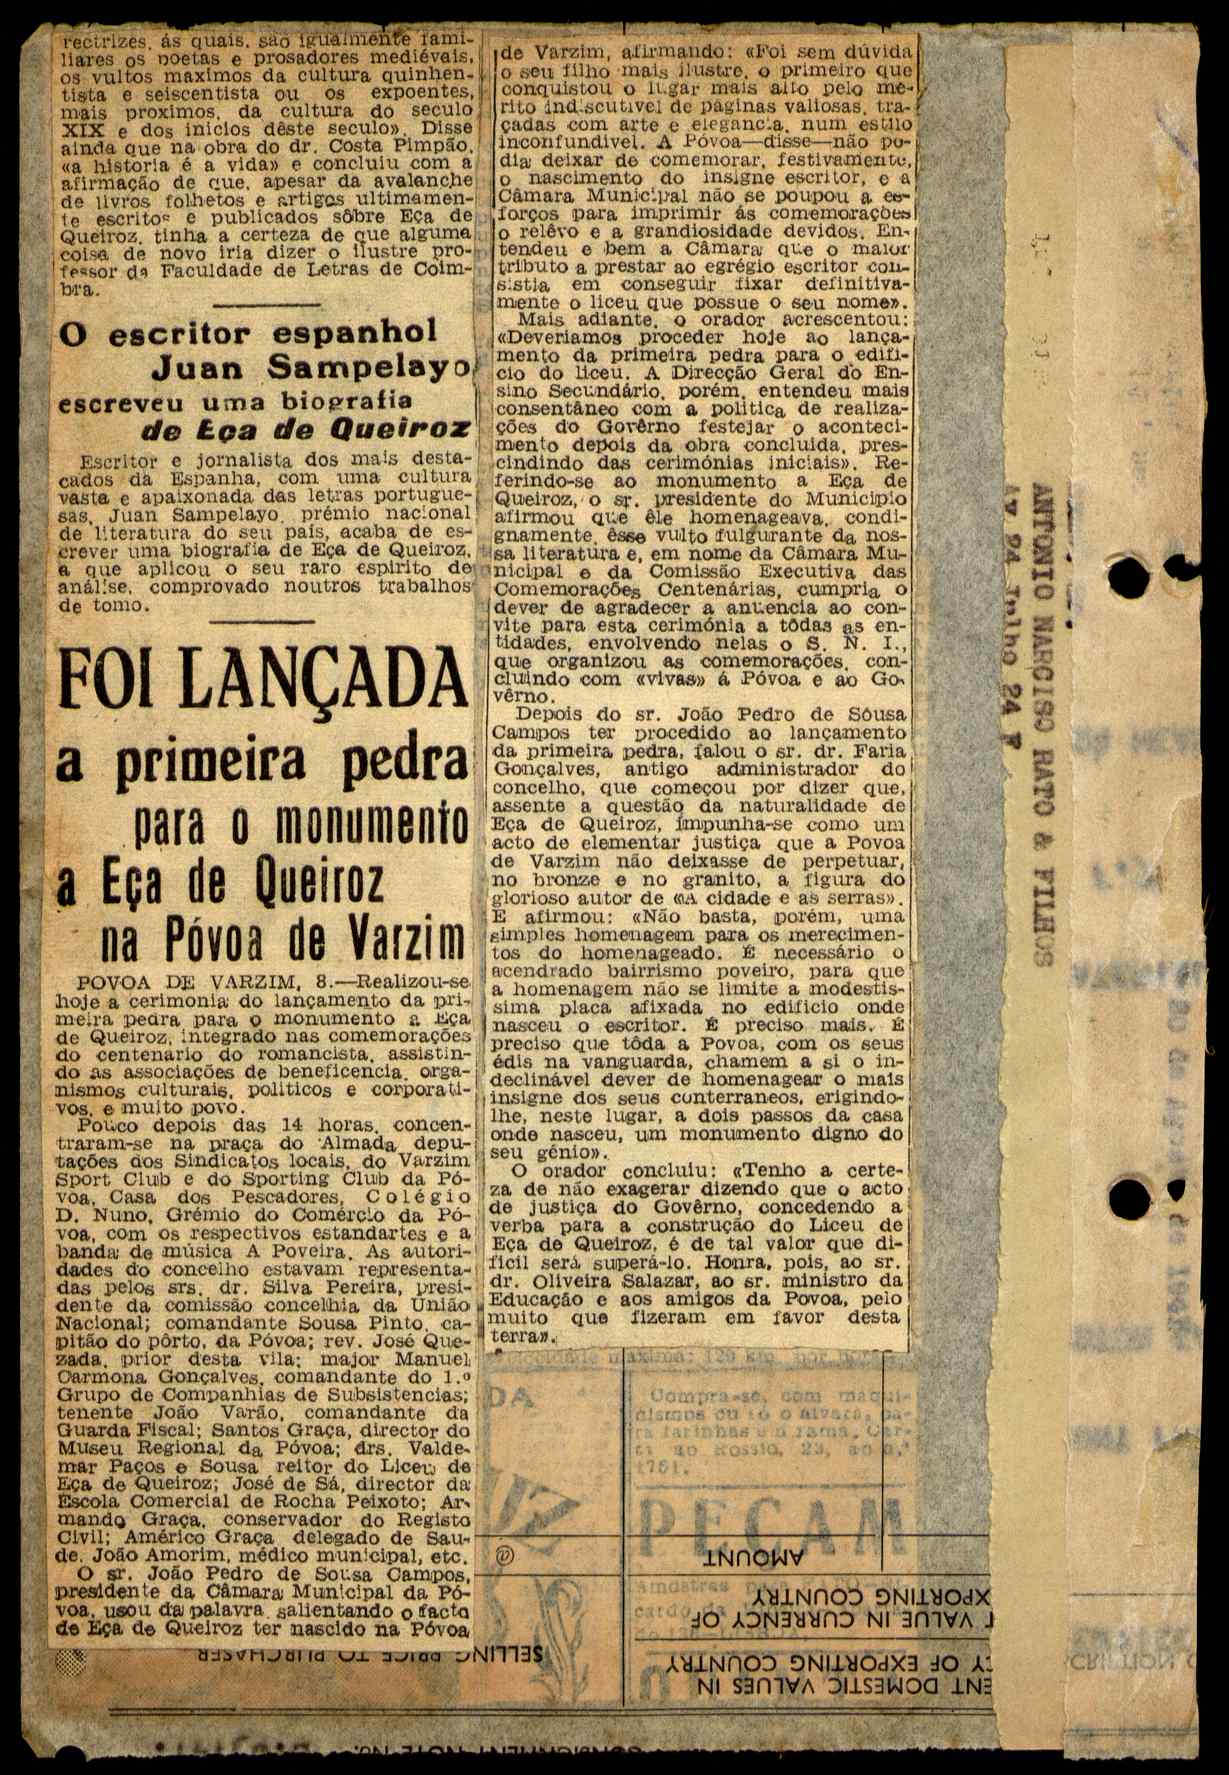 rectrizes, ás quais, são igualmente fami-
liares os poetas e prosadores medievais,
os vultos maximos da cultura quinhen-
tista e seiscentista ou os expoentes,
mais proximos, da cultura do seculo
XIX e dos inicios dêste seculo». Disse
ainda que na obra do dr. Costa Pimpão,
«a historia é a vida» e concluiu com a
afirmação de que, apesar da avalanche
de livros folhetos e artigos ultimamen-
te escritos e publicados sôbre Eça de
Queiroz, tinha a certeza de que alguma
coisa de novo iria dizer o ilustre pro-
fessor da Faculdade de Letras de Coim-
bra.
O escritor espanhol
Juan Sampelayo
escreveu uma biografia
de Eça de Queiroz
Escritor e jornalista dos mais desta-
cados da Espanha, com uma cultura
vasta e apaixonada das letras portugue-
sas, Juan Sampelayo, prémio nacional
de literatura do seu país, acaba de es-
crever uma biografia de Eça de Queiroz,
a que aplicou o seu raro espirito de
análise, comprovado noutros trabalhos
de tomo.
FOI LANÇADA
a primeira pedra
para o monumento
a Eça de Queiroz
na Póvoa de Varzim
POVOA DE VARZIM, 8.—Realizou-se
hoje a cerimonia do lançamento da pri-
meira pedra para o monumento a Eça
de Queiroz, integrado nas comemorações
do centenario do romancista, assistin-
do as associações de beneficencia, orga-
nismos culturais, politicos e corporati-
vos, e muito povo.
Pouco depois das 14 horas, concen-
traram-se na praça do Almada depu-
tações dos Sindicatos locais, do Varzim
Sport Club e do Sporting Club da Pó-
voa, Casa dos Pescadores, Colégio
D. Nuno, Grémio do Comércio da Pó-
voa, com os respectivos estandartes e a
banda de música A Poveira. As autori-
dades do concelho estavam representa-
das pelos srs. dr. Silva Pereira, presi-
dente da comissão concelhia da União
Nacional; comandante Sousa Pinto, ca-
pitão do pôrto, da Póvoa; rev. José Que-
zada, prior desta vila; major Manuel
Carmona Gonçalves, comandante do 1.º
Grupo de Companhias de Subsistencias;
tenente João Varão, comandante da
Guarda Fiscal; Santos Graça, director do
Museu Regional da Póvoa; drs. Valde-
mar Paços e Sousa reitor do Liceu de
Eça de Queiroz; José de Sá, director da
Escola Comercial de Rocha Peixoto; Ar-
mando Graça, conservador do Registo
Civil; Américo Graça delegado de Sau-
de, João Amorim, médico municipal, etc.
O sr. João Pedro de Sousa Campos,
presidente da Câmara Municipal da Pó-
voa, usou da palavra, salientando o facto
de Eça de Queiroz ter nascido na Póvoa
de Varzim, afirmando: «Foi sem dúvida
o seu filho mais ilustre, o primeiro que
conquistou o lugar mais alto pelo me-
rito indiscutivel de páginas valiosas, tra-
çadas com arte e elegancia, num estilo
inconfundivel. A Póvoa—disse—não po-
dia deixar de comemorar, festivamente,
o nascimento do insigne escritor, e a
Câmara Municipal não se poupou a es-
forços para imprimir ás comemorações
o relêvo e a grandiosidade devidos. En-
tendeu e bem a Câmara que o maior
tributo a prestar ao egrégio escritor con-
sistia em conseguir fixar definitiva-
mente o liceu que possue o seu nome».
Mais adiante, o orador acrescentou:
«Deveriamos proceder hoje ao lança-
mento da primeira pedra para o edifi-
cio do liceu. A Direcção Geral do En-
sino Secundário, porém, entendeu mais
consentâneo com a politica de realiza-
ções do Govêrno festejar o aconteci-
mento depois da obra concluida, pres-
cindindo das cerimónias iniciais». Re-
ferindo-se ao monumento a Eça de
Queiroz, o sr. presidente do Municipio
afirmou que êle homenageava, condi-
gnamente, êsse vulto fulgurante da nos-
sa literatura e, em nome da Câmara Mu-
nicipal e da Comissão Executiva das
Comemorações Centenárias, cumpria o
dever de agradecer a anuencia ao con-
vite para esta cerimónia a tôdas as en-
tidades, envolvendo nelas o S. N. I.,
que organizou as comemorações, con-
cluindo com «vivas» á Póvoa e ao Go-
vêrno.
Depois do sr. João Pedro de Sôusa
Campos ter procedido ao lançamento
da primeira pedra, falou o sr. dr. Faria
Gonçalves, antigo administrador do
concelho, que começou por dizer que,
assente a questão da naturalidade de
Eça de Queiroz, impunha-se como um
acto de elementar justiça que a Povoa
de Varzim não deixasse de perpetuar,
no bronze e no granito, a figura do
glorioso autor de «A cidade e as serras».
E afirmou: «Não basta, porém, uma
simples homenagem para os merecimen-
tos do homenageado. É necessário o
acendrado bairrismo poveiro, para que
a homenagem não se limite a modestis-
sima placa afixada no edificio onde
nasceu o escritor. É preciso mais. É
preciso que tôda a Povoa, com os seus
édis na vanguarda, chamem a si o in-
declinável dever de homenagear o mais
insigne dos seus conterraneos, erigindo-
lhe, neste lugar, a dois passos da casa
onde nasceu, um monumento digno do
seu génio».
O orador concluiu: «Tenho a certe-
za de não exagerar dizendo que o acto
de justiça do Govêrno, concedendo a
verba para a construção do Liceu de
Eça de Queiroz, é de tal valor que di-
ficil será superá-lo. Honra, pois, ao sr.
dr. Oliveira Salazar, ao sr. ministro da
Educação e aos amigos da Povoa, pelo
muito que fizeram em favor desta
terra».
ANTONIO NARCISO RATO & FILHOS
24 Julho 24 F
Compra-se, com maqui-
nismos ou só o alvará, pa-
ra farinhas em rama. Car-
ta ao Rossio, 23, ao n.º
1761.
PEÇAM
AMOUNT
XPORTING COUNTRY
T VALUE IN CURRENCY OF
SELLING PRICE TO PURCHASER
Y OF EXPORTING COUNTRY
ENT DOMESTIC VALUES IN
CONSIGNMENT NOTE No.